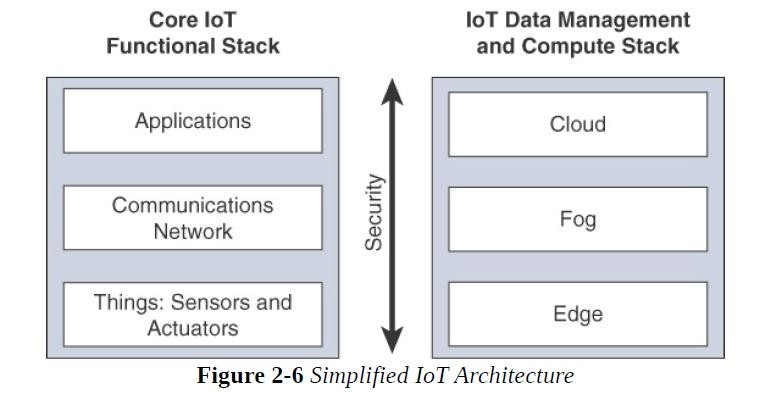 Core IoT
Functional Stack
Applications
Communications
Network
Things: Sensors and
Actuators
Security
IoT Data Management
and Compute Stack
Cloud
Fog
Edge
Figure 2-6 Simplified IoT Architecture